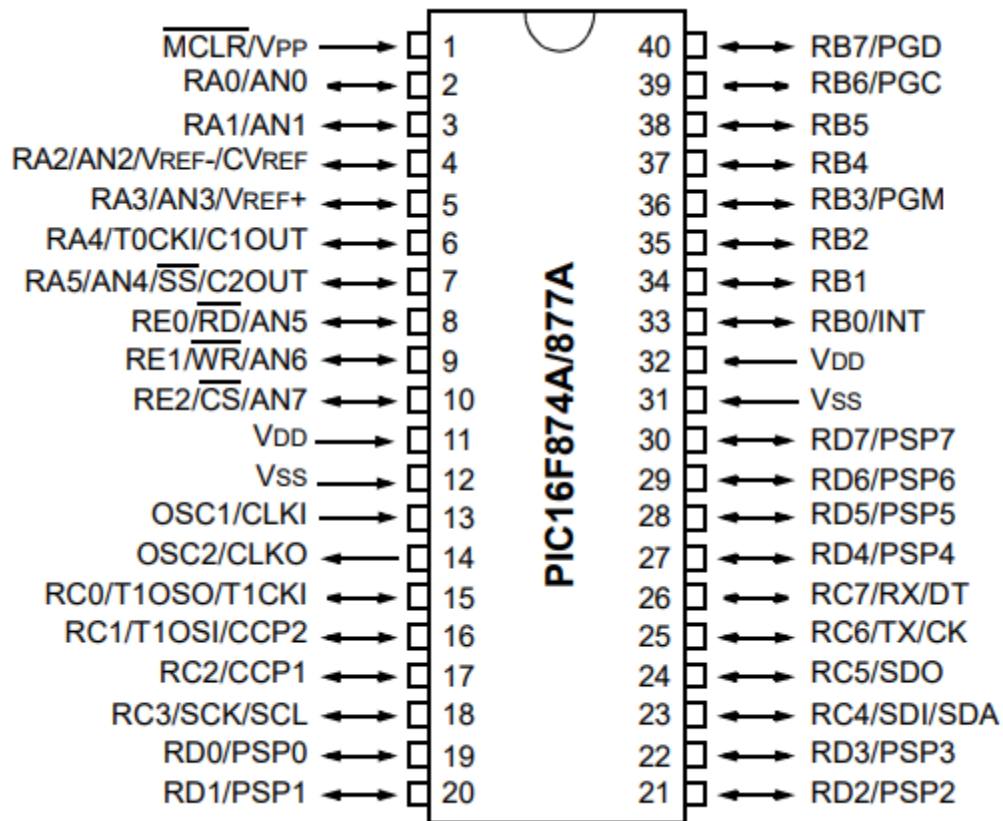 MCLR/VPP 1 40 RB7/PGD
RA0/AN0 2 39 RB6/PGC
RA1/AN1 3 38 RB5
RA2/AN2/VREF-/CVREF 4 37 RB4
RA3/AN3/VREF+ 5 36 RB3/PGM
RA4/T0CKI/C1OUT 6 35 RB2
RA5/AN4/SS/C2OUT 7 34 RB1
RE0/RD/AN5 8 33 RB0/INT
RE1/WR/AN6 9 32 VDD
RE2/CS/AN7 10 31 VSS
VDD 11 30 RD7/PSP7
VSS 12 29 RD6/PSP6
OSC1/CLKI 13 28 RD5/PSP5
OSC2/CLKO 14 27 RD4/PSP4
RC0/T1OSO/T1CKI 15 26 RC7/RX/DT
RC1/T1OSI/CCP2 16 25 RC6/TX/CK
RC2/CCP1 17 24 RC5/SDO
RC3/SCK/SCL 18 23 RC4/SDI/SDA
RD0/PSP0 19 22 RD3/PSP3
RD1/PSP1 20 21 RD2/PSP2
PIC16F874A/877A